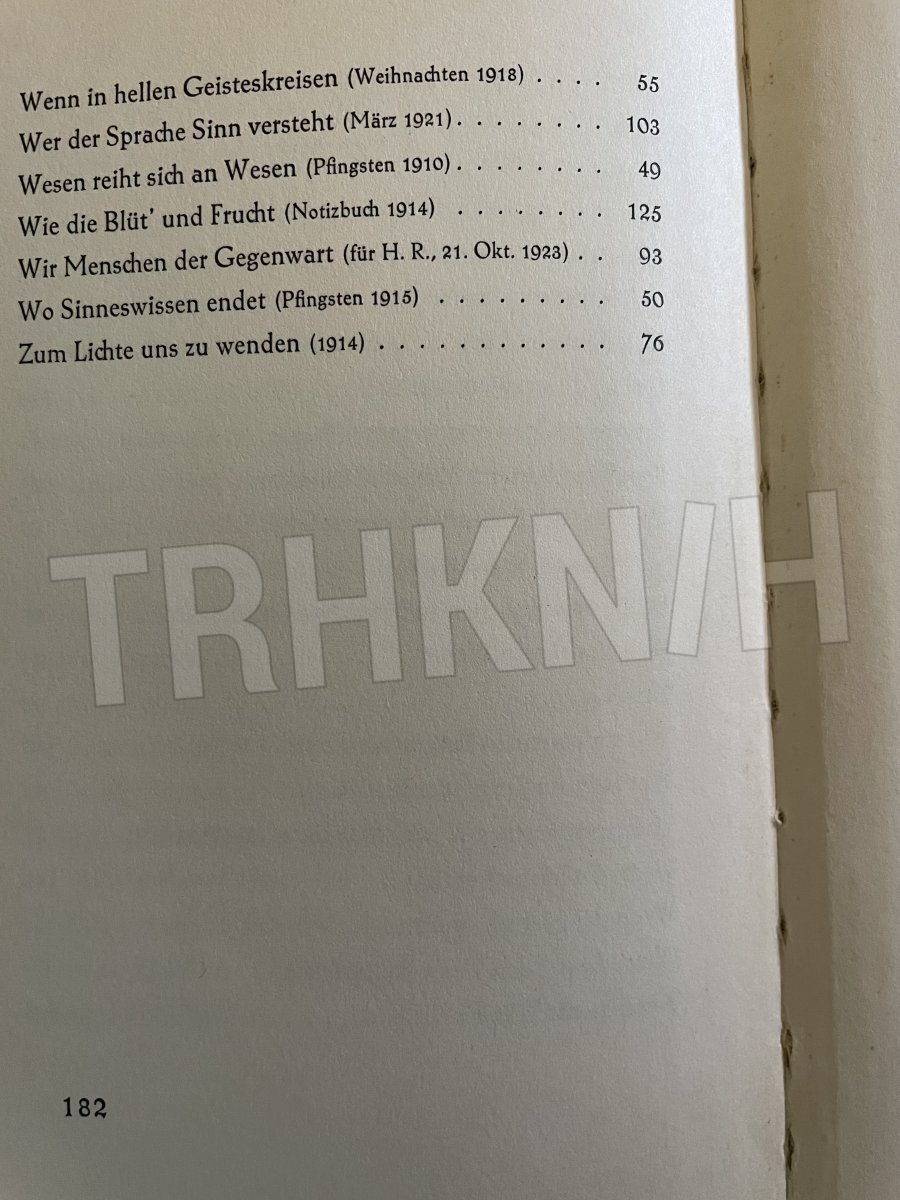 Wenn in hellen Geisteskreisen (Weihnachten 1918) . . . . 55
Wer der Sprache Sinn versteht (März 1921) . . . . . . . . 103
Wesen reiht sich an Wesen (Pfingsten 1910) . . . . . . . . 49
Wie die Blüt' und Frucht (Notizbuch 1914) . . . . . . . . 125
Wir Menschen der Gegenwart (für H. R., 21. Okt. 1923) . . 93
Wo Sinneswissen endet (Pfingsten 1915) . . . . . . . . . 50
Zum Lichte uns zu wenden (1914) . . . . . . . . . . . . 76
TRHKN/H
182